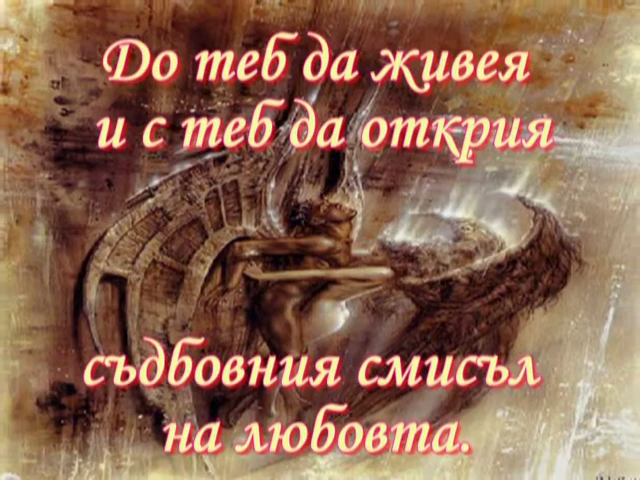 До теб да живея
и с теб да открия
съдбовния смисъл
на любовта.